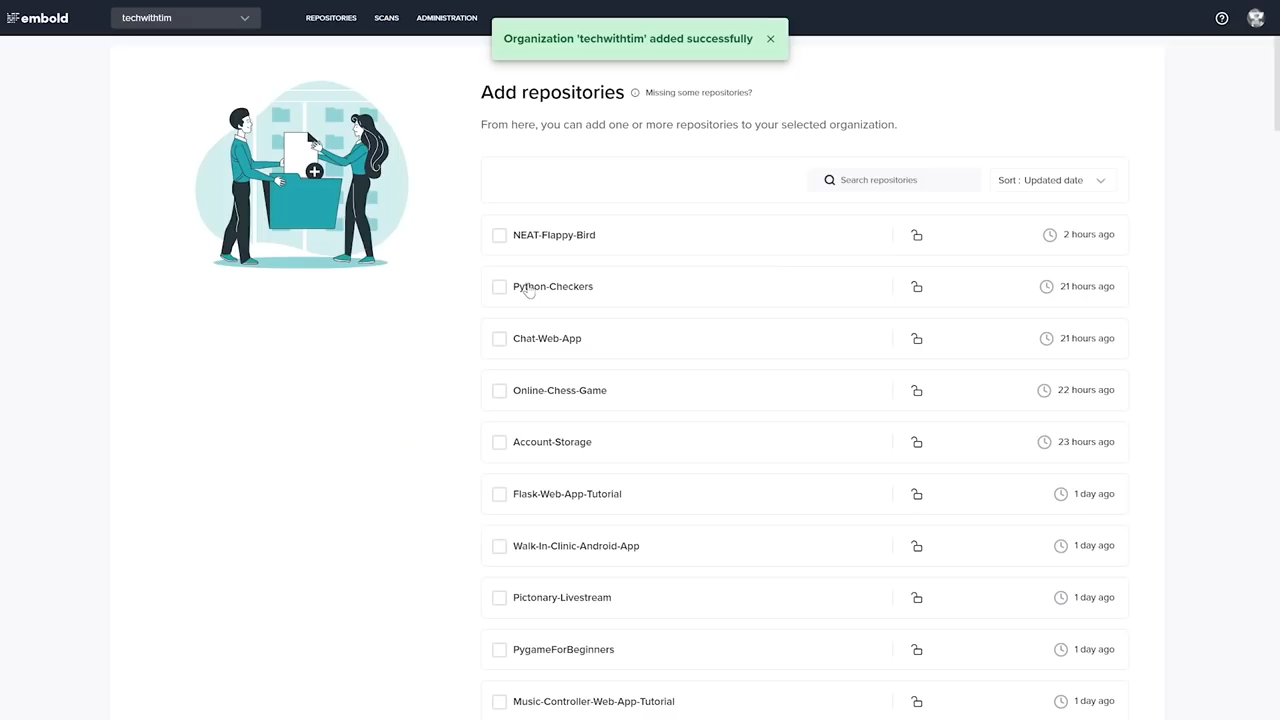 embold
techwithtim
REPOSITORIES
SCANS
ADMINISTRATION
Organization 'techwithtim' added successfully
Add repositories
Missing some repositories?
From here, you can add one or more repositories to your selected organization.
Search repositories
Sort : Updated date
NEAT-Flappy-Bird
2 hours ago
Python-Checkers
21 hours ago
Chat-Web-App
21 hours ago
Online-Chess-Game
22 hours ago
Account-Storage
23 hours ago
Flask-Web-App-Tutorial
1 day ago
Walk-In-Clinic-Android-App
1 day ago
Pictonary-Livestream
1 day ago
PygameForBeginners
1 day ago
Music-Controller-Web-App-Tutorial
1 day ago